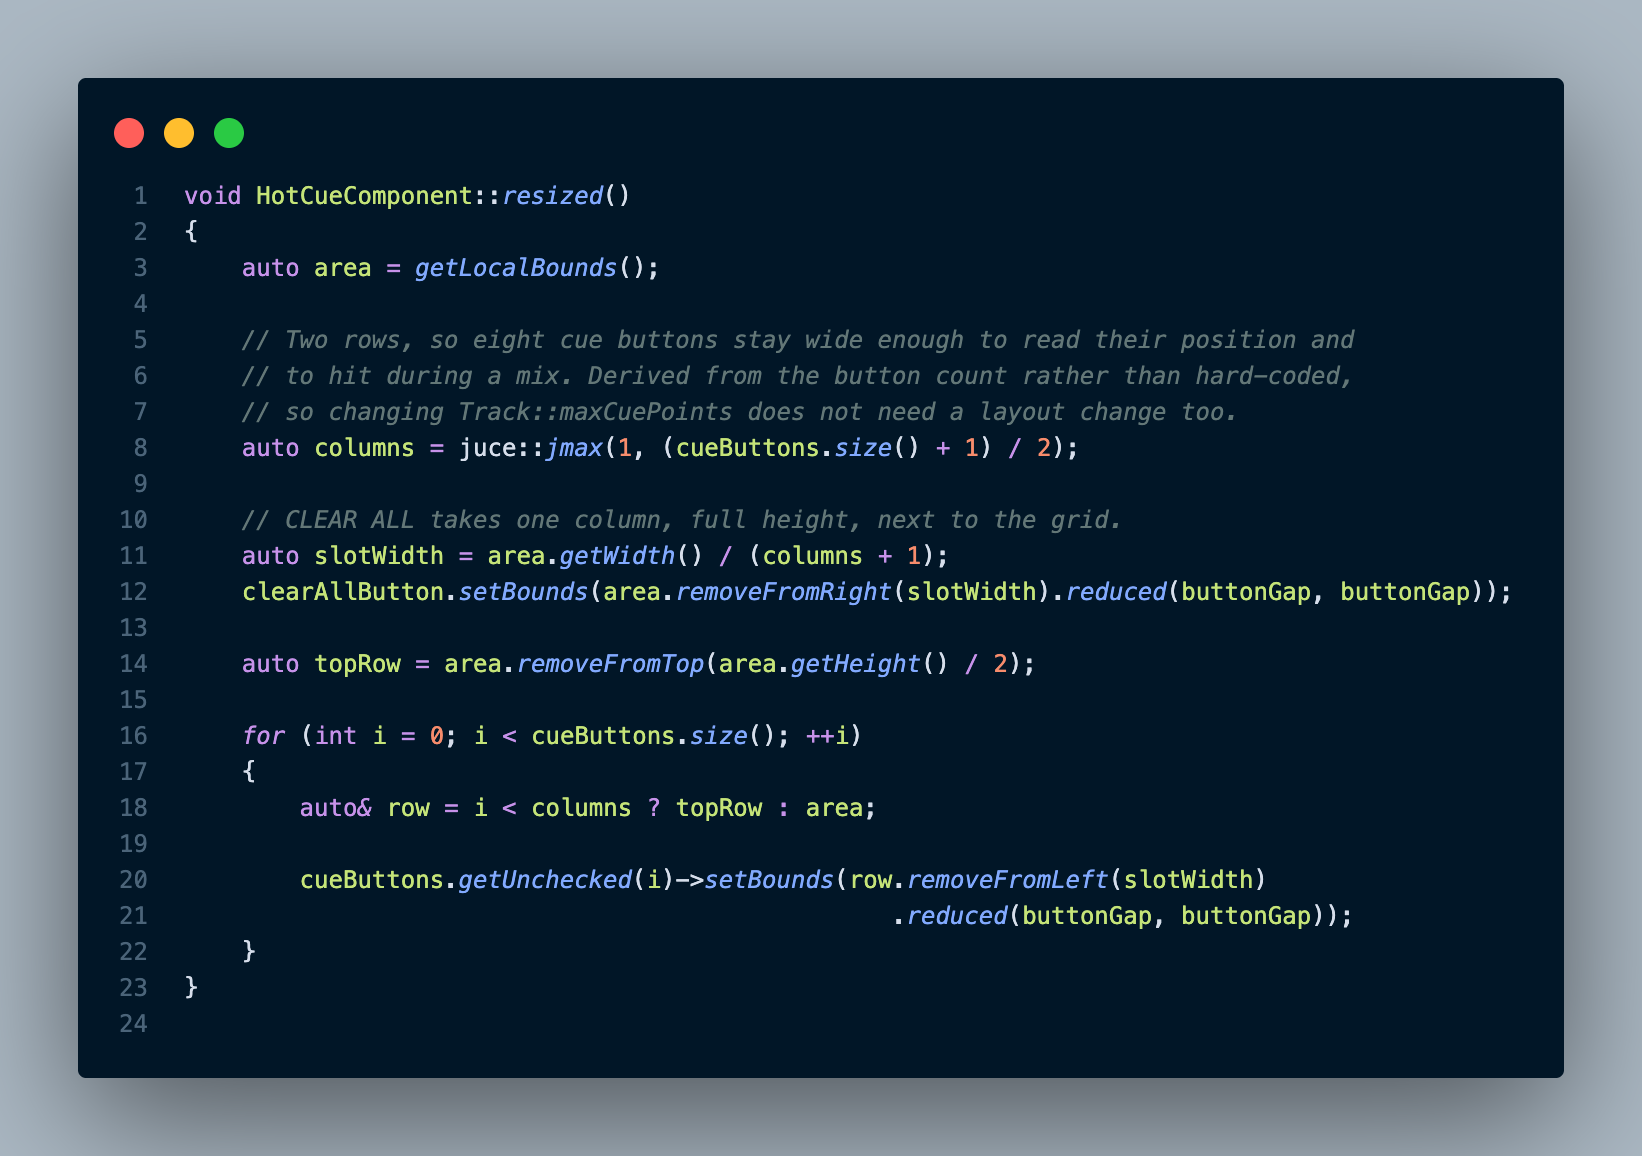 1 void HotCueComponent::resized()
2 {
3     auto area = getLocalBounds();
4
5     // Two rows, so eight cue buttons stay wide enough to read their position and
6     // to hit during a mix. Derived from the button count rather than hard-coded,
7     // so changing Track::maxCuePoints does not need a layout change too.
8     auto columns = juce::jmax(1, (cueButtons.size() + 1) / 2);
9
10     // CLEAR ALL takes one column, full height, next to the grid.
11     auto slotWidth = area.getWidth() / (columns + 1);
12     clearAllButton.setBounds(area.removeFromRight(slotWidth).reduced(buttonGap, buttonGap));
13
14     auto topRow = area.removeFromTop(area.getHeight() / 2);
15
16     for (int i = 0; i < cueButtons.size(); ++i)
17     {
18         auto& row = i < columns ? topRow : area;
19
20         cueButtons.getUnchecked(i)->setBounds(row.removeFromLeft(slotWidth)
21                                                  .reduced(buttonGap, buttonGap));
22     }
23 }
24